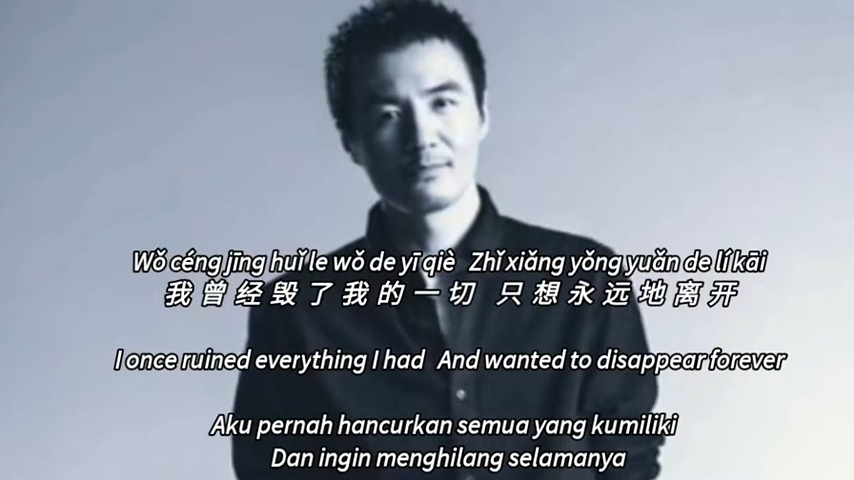 Wǒ céng jīng huǐ le wǒ de yī qiè  Zhǐ xiǎng yǒng yuǎn de lí kāi
我曾经毁了我的一切 只想永远地离开
I once ruined everything I had  And wanted to disappear forever
Aku pernah hancurkan semua yang kumiliki
Dan ingin menghilang selamanya